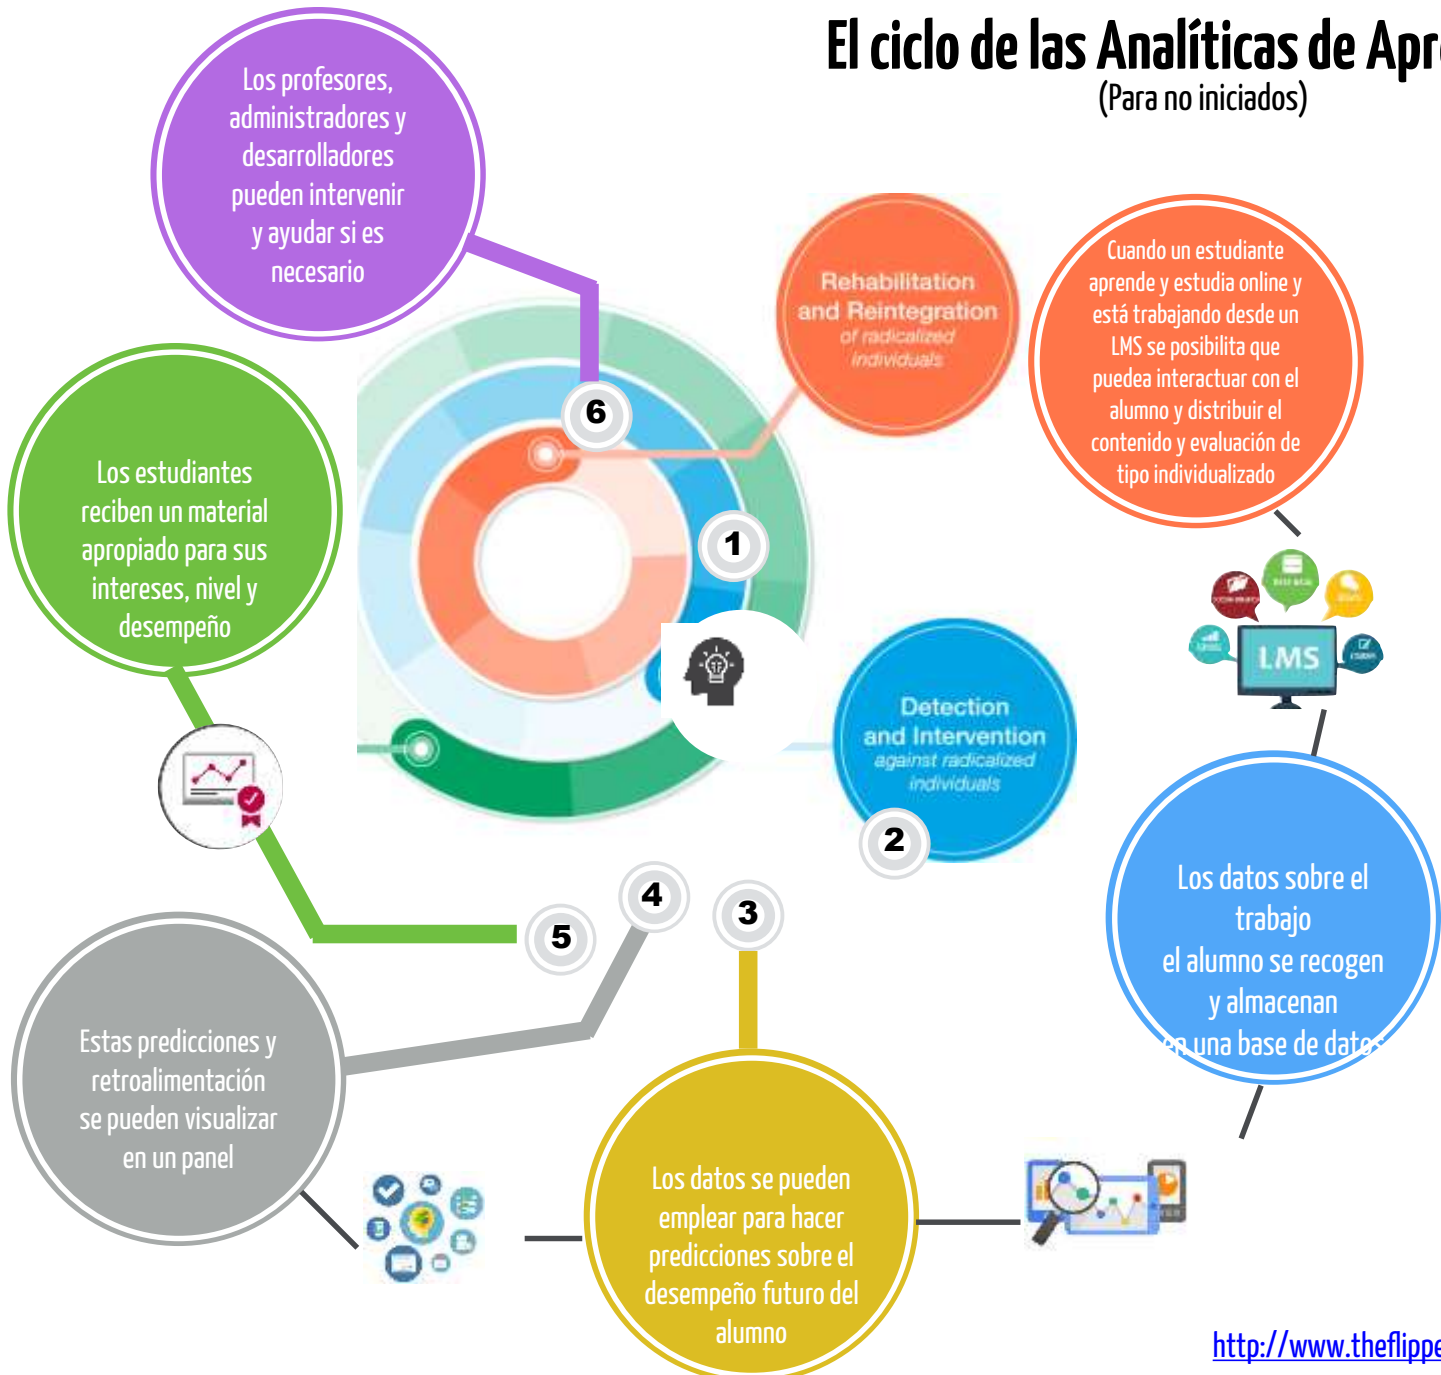 El ciclo de las Analíticas de Apr
(Para no iniciados)
Los profesores,
administradores y
desarrolladores
pueden intervenir
y ayudar si es
necesario
Rehabilitation
and Reintegration
of radicalized
individuals
Cuando un estudiante
aprende y estudia online y
está trabajando desde un
LMS se posibilita que
puedea interactuar con el
alumno y distribuir el
contenido y evaluación de
tipo individualizado
6
Los estudiantes
reciben un material
apropiado para sus
intereses, nivel y
desempeño
1
LMS
Detection
and Intervention
against radicalized
individuals
2
Los datos sobre el
trabajo
el alumno se recogen
y almacenan
en una base de datos
4
3
5
Estas predicciones y
retroalimentación
se pueden visualizar
en un panel
Los datos se pueden
emplear para hacer
predicciones sobre el
desempeño futuro del
alumno
http://www.theflippe